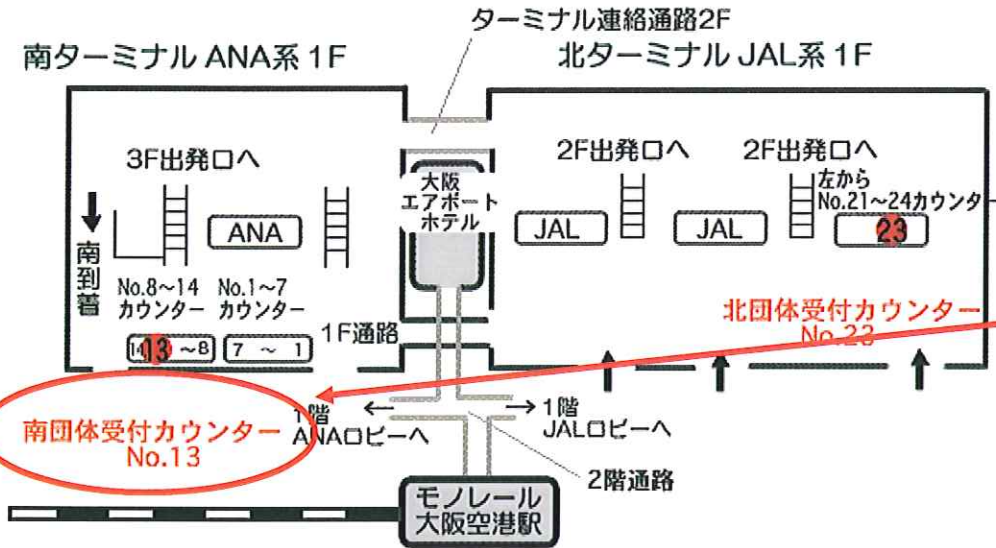 ターミナル連絡通路2F
南ターミナル ANA系 1F
北ターミナル JAL系 1F
3F出発口へ
2F出発口へ
2F出発口へ
大阪
エアポート
ホテル
左から
No.21～24カウンター
ANA
JAL
JAL
23
南到着
No.8～14
カウンター
No.1～7
カウンター
14 13 ～8
7 ～ 1
1F通路
北団体受付カウンター
No.23
南団体受付カウンター
No.13
1階
ANAロビーへ
1階
JALロビーへ
2階通路
モノレール
大阪空港駅